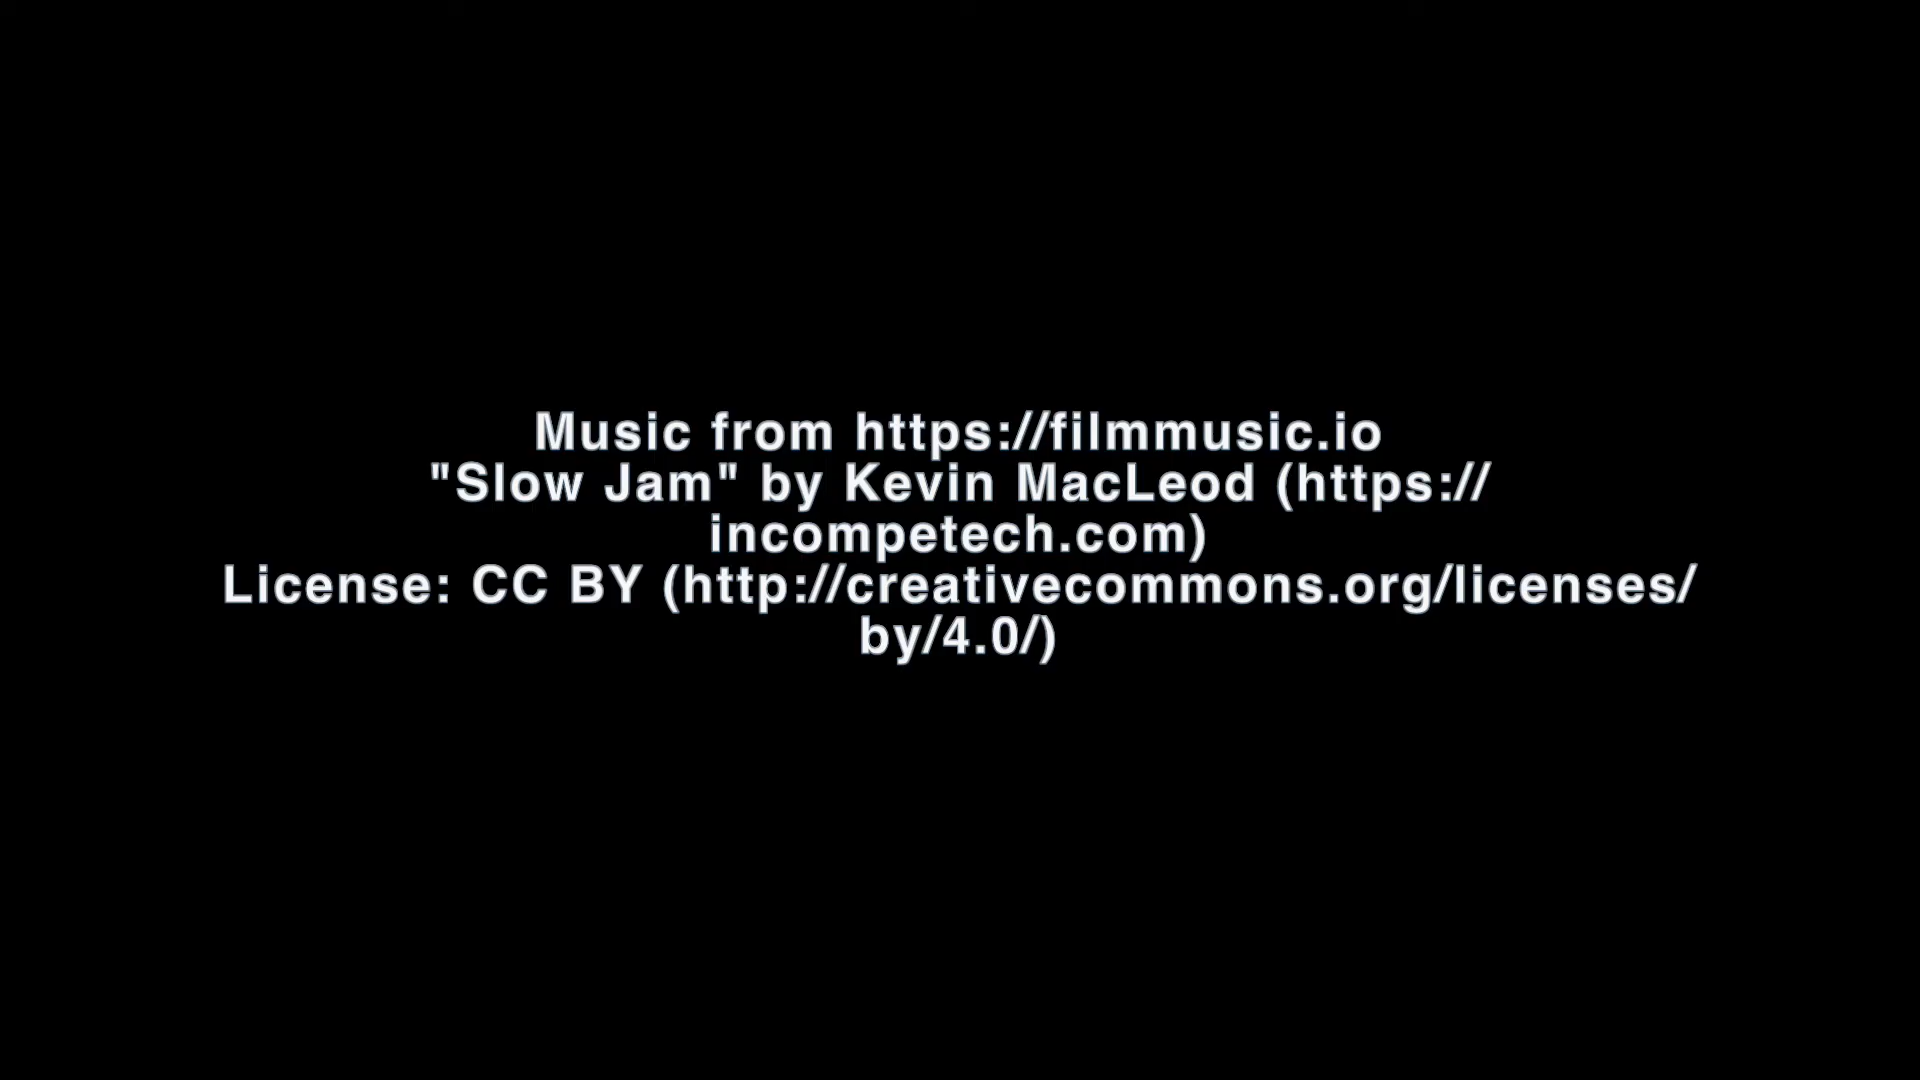 Music from https://filmmusic.io
"Slow Jam" by Kevin MacLeod (https://
incompetech.com)
License: CC BY (http://creativecommons.org/licenses/
by/4.0/)